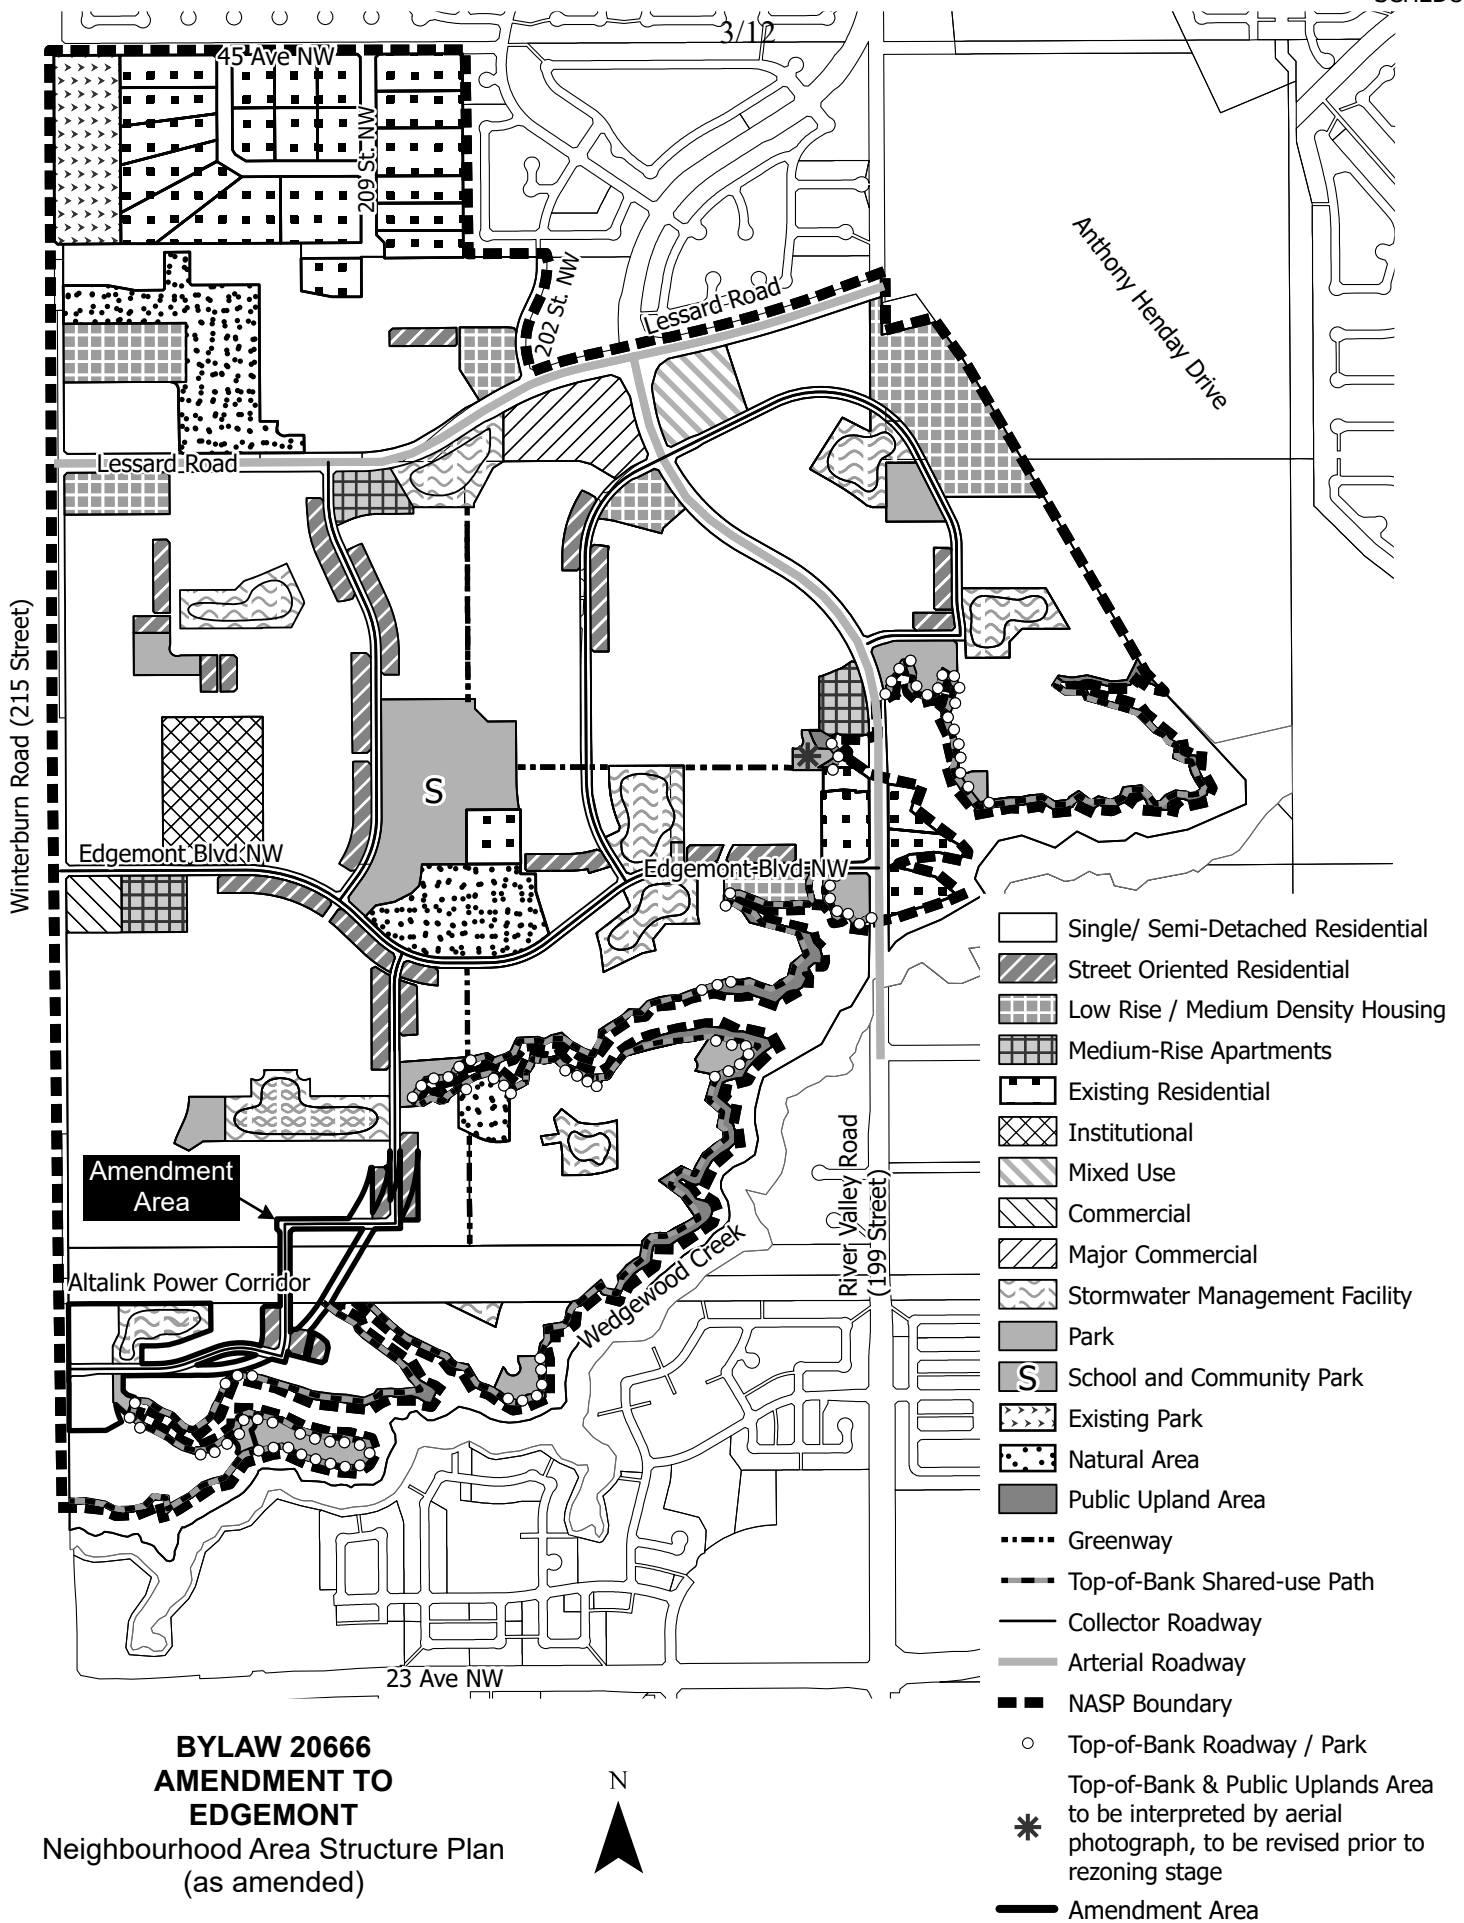 3/12
45 Ave NW
209 St. NW
202 St. NW
Lessard Road
Anthony Henday Drive
Lessard Road
Winterburn Road (215 Street)
S
Edgemont Blvd NW
Edgemont Blvd NW
Amendment
Area
River Valley Road
(199 Street)
Wedgewood Creek
Altalink Power Corridor
23 Ave NW
Single/ Semi-Detached Residential
Street Oriented Residential
Low Rise / Medium Density Housing
Medium-Rise Apartments
Existing Residential
Institutional
Mixed Use
Commercial
Major Commercial
Stormwater Management Facility
Park
S School and Community Park
Existing Park
Natural Area
Public Upland Area
Greenway
Top-of-Bank Shared-use Path
Collector Roadway
Arterial Roadway
NASP Boundary
Top-of-Bank Roadway / Park
Top-of-Bank & Public Uplands Area
to be interpreted by aerial
photograph, to be revised prior to
rezoning stage
Amendment Area
BYLAW 20666
AMENDMENT TO
EDGEMONT
Neighbourhood Area Structure Plan
(as amended)
N